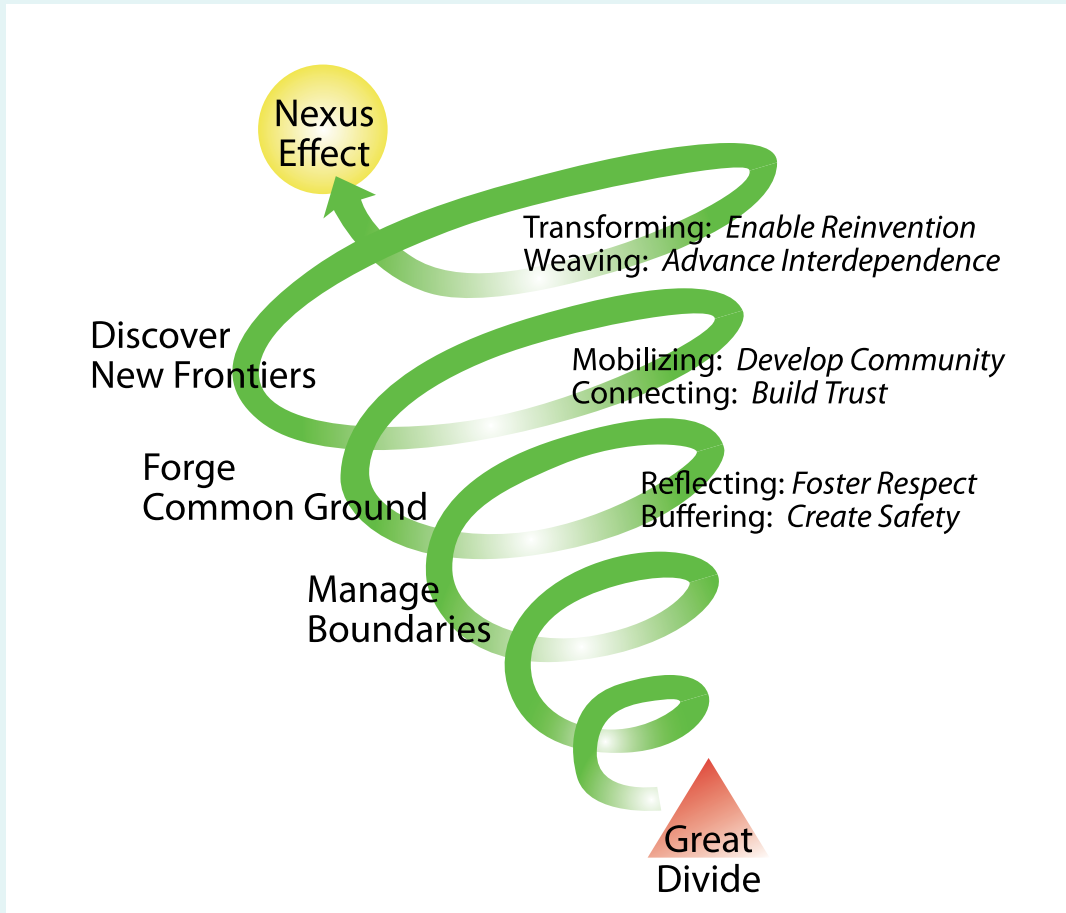 Nexus
Effect
Transforming: Enable Reinvention
Weaving: Advance Interdependence
Discover
New Frontiers
Mobilizing: Develop Community
Connecting: Build Trust
Forge
Common Ground
Reflecting: Foster Respect
Buffering: Create Safety
Manage
Boundaries
Great
Divide